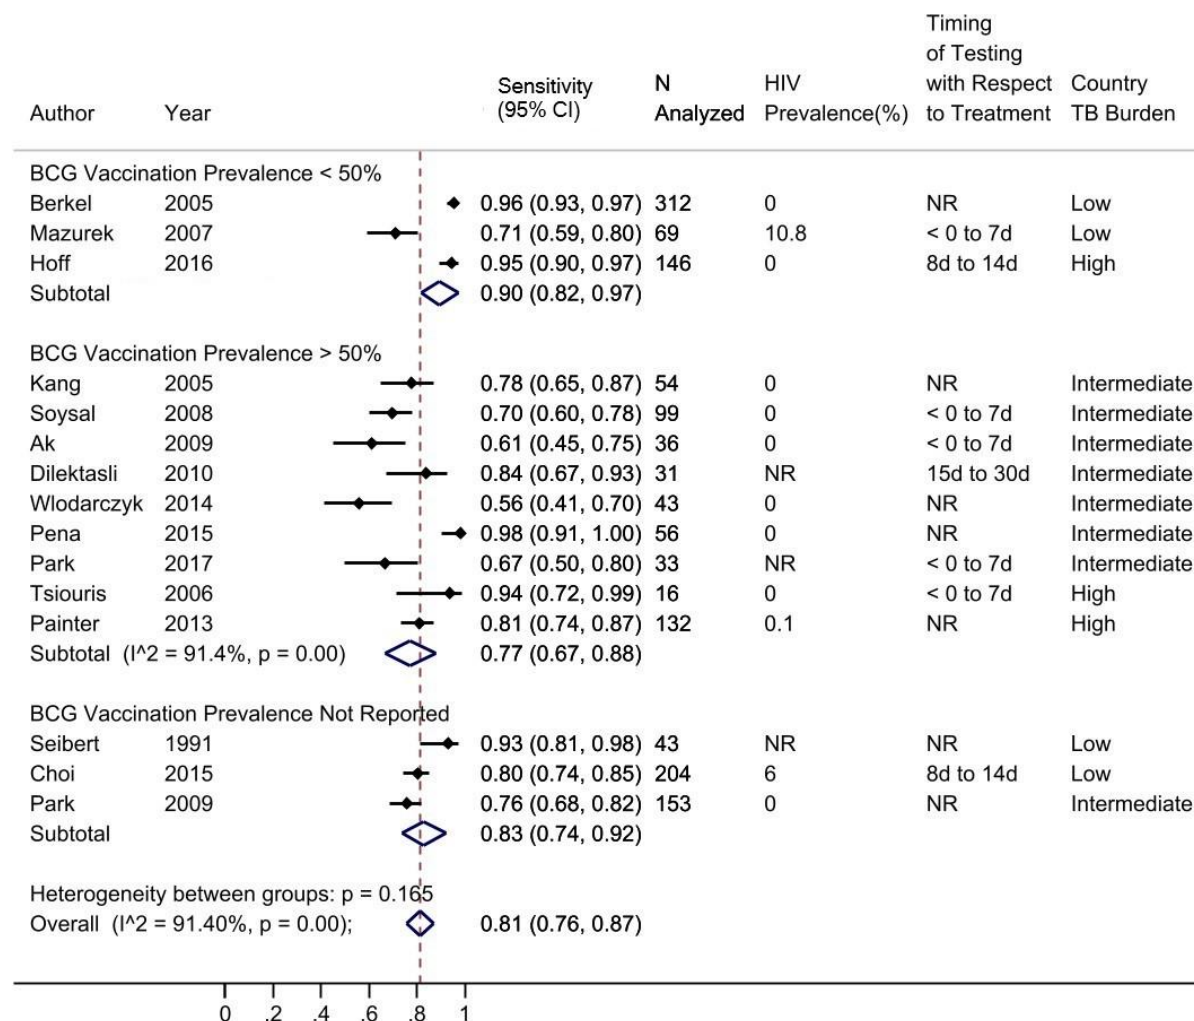 Timing
of Testing
Sensitivity N HIV with Respect Country
Author Year (95% CI) Analyzed Prevalence(%) to Treatment TB Burden
BCG Vaccination Prevalence < 50%
Berkel 2005 0.96 (0.93, 0.97) 312 0 NR Low
Mazurek 2007 0.71 (0.59, 0.80) 69 10.8 < 0 to 7d Low
Hoff 2016 0.95 (0.90, 0.97) 146 0 8d to 14d High
Subtotal 0.90 (0.82, 0.97)
BCG Vaccination Prevalence > 50%
Kang 2005 0.78 (0.65, 0.87) 54 0 NR Intermediate
Soysal 2008 0.70 (0.60, 0.78) 99 0 < 0 to 7d Intermediate
Ak 2009 0.61 (0.45, 0.75) 36 0 < 0 to 7d Intermediate
Dilektasli 2010 0.84 (0.67, 0.93) 31 NR 15d to 30d Intermediate
Wlodarczyk 2014 0.56 (0.41, 0.70) 43 0 NR Intermediate
Pena 2015 0.98 (0.91, 1.00) 56 0 NR Intermediate
Park 2017 0.67 (0.50, 0.80) 33 NR < 0 to 7d Intermediate
Tsiouris 2006 0.94 (0.72, 0.99) 16 0 < 0 to 7d High
Painter 2013 0.81 (0.74, 0.87) 132 0.1 NR High
Subtotal (I^2 = 91.4%, p = 0.00) 0.77 (0.67, 0.88)
BCG Vaccination Prevalence Not Reported
Seibert 1991 0.93 (0.81, 0.98) 43 NR NR Low
Choi 2015 0.80 (0.74, 0.85) 204 6 8d to 14d Low
Park 2009 0.76 (0.68, 0.82) 153 0 NR Intermediate
Subtotal 0.83 (0.74, 0.92)
Heterogeneity between groups: p = 0.165
Overall (I^2 = 91.40%, p = 0.00); 0.81 (0.76, 0.87)
0 .2 .4 .6 .8 1